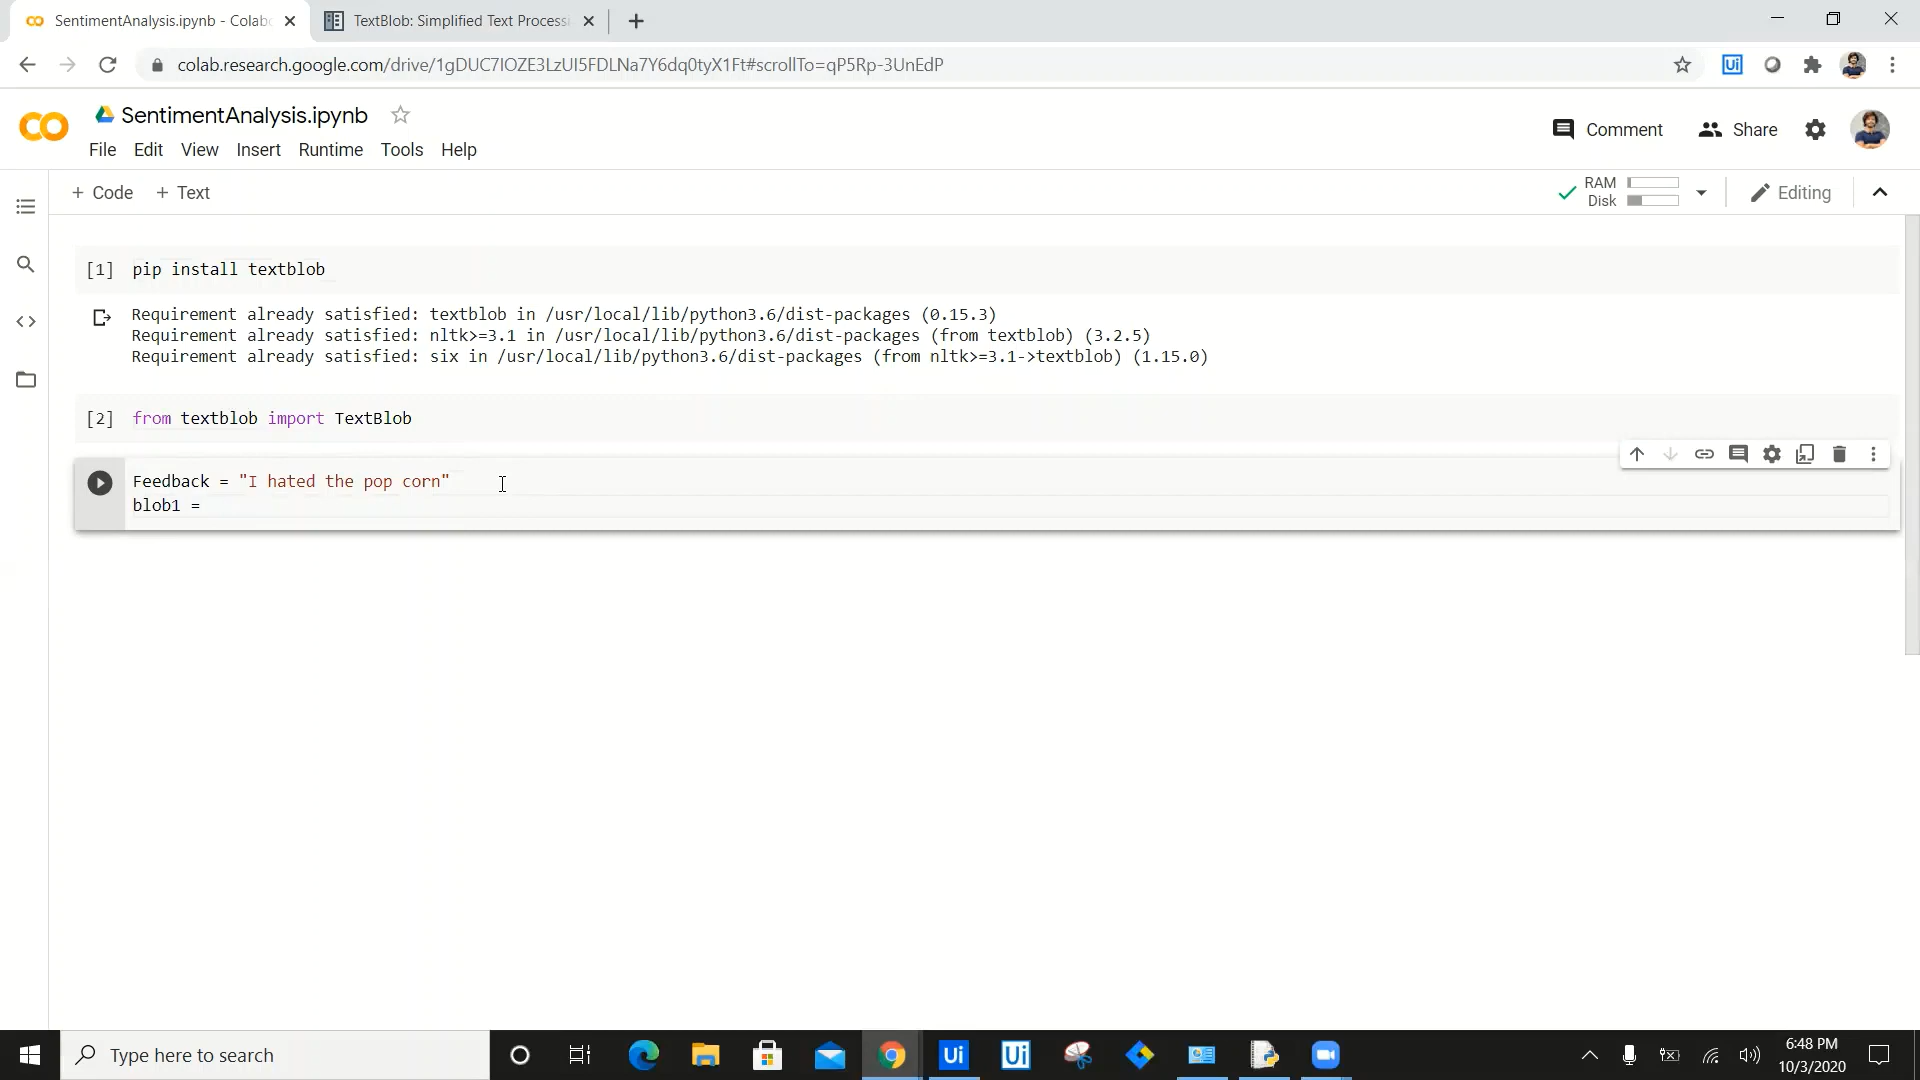 SentimentAnalysis.ipynb - Colab
TextBlob: Simplified Text Processi
colab.research.google.com/drive/1gDUC7IOZE3LzUI5FDLNa7Y6dq0tyX1Ft#scrollTo=qP5Rp-3UnEdP
SentimentAnalysis.ipynb
File Edit View Insert Runtime Tools Help
Comment
Share
+ Code + Text
RAM
Disk
Editing
[1] pip install textblob
Requirement already satisfied: textblob in /usr/local/lib/python3.6/dist-packages (0.15.3)
Requirement already satisfied: nltk>=3.1 in /usr/local/lib/python3.6/dist-packages (from textblob) (3.2.5)
Requirement already satisfied: six in /usr/local/lib/python3.6/dist-packages (from nltk>=3.1->textblob) (1.15.0)
[2] from textblob import TextBlob
Feedback = "I hated the pop corn"
blob1 =
Type here to search
Ui
Ui
6:48 PM
10/3/2020